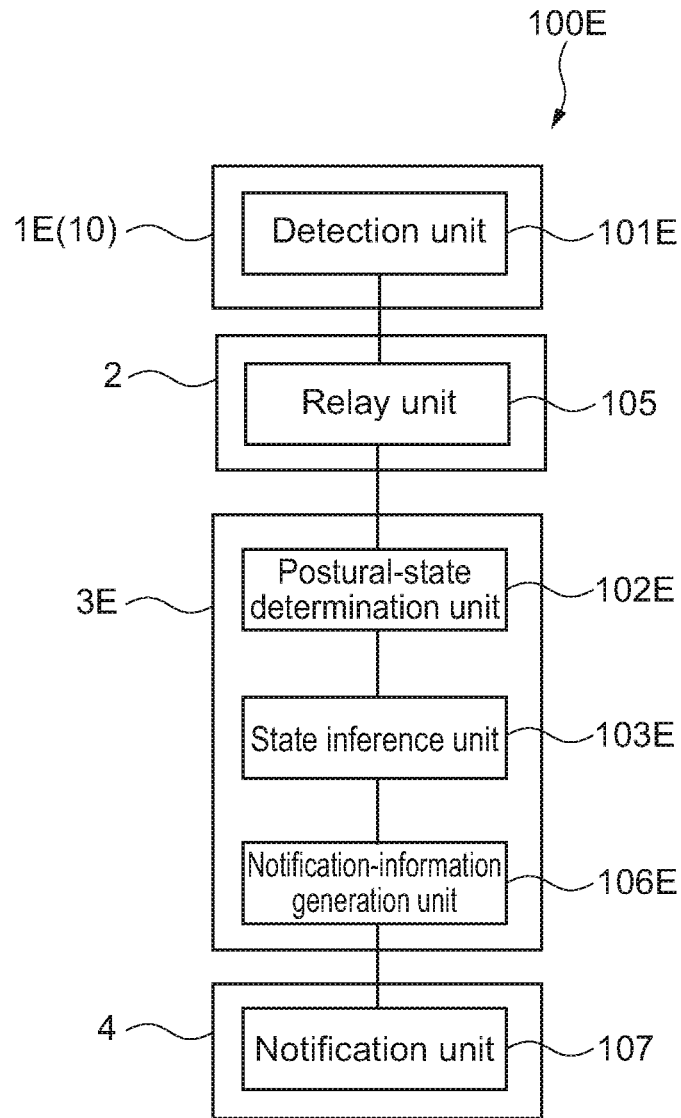 100E
1E(10)
Detection unit
101E
2
Relay unit
105
3E
Postural-state
determination unit
102E
State inference unit
103E
Notification-information
generation unit
106E
4
Notification unit
107